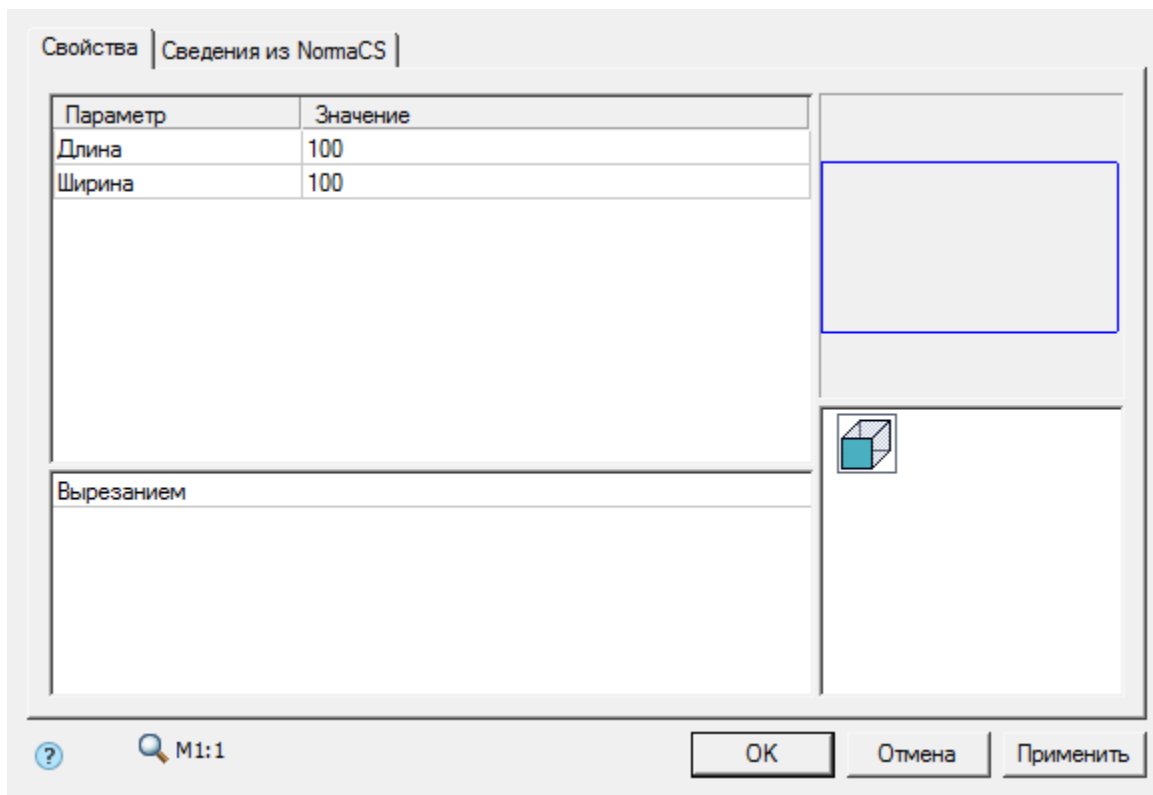 Свойства Сведения из NormaCS
Параметр Значение
Длина 100
Ширина 100
Вырезанием
? M1:1 OK Отмена Применить